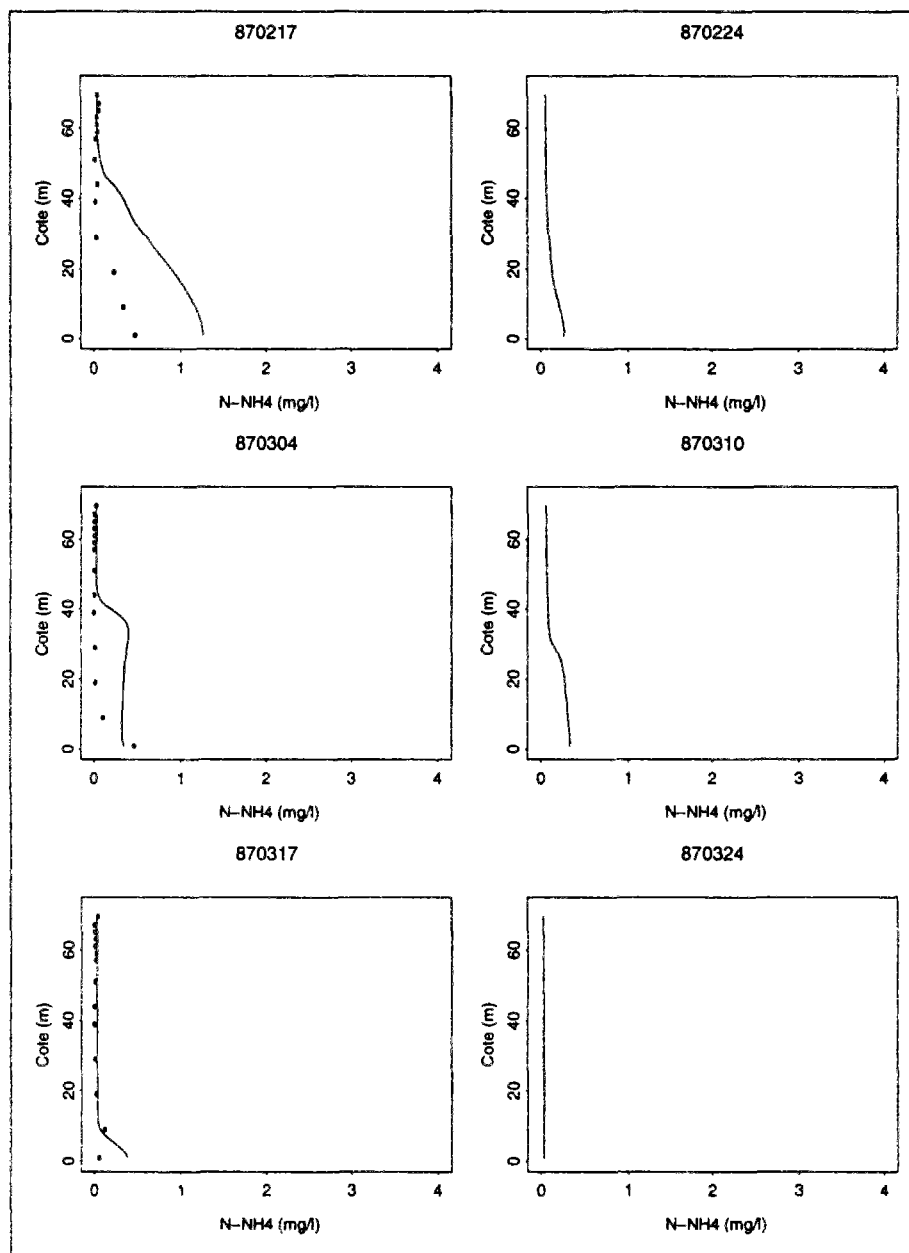 870217
870224
Cote (m)
0 20 40 60
0 1 2 3 4
N-NH4 (mg/l)
Cote (m)
0 20 40 60
0 1 2 3 4
N-NH4 (mg/l)
870304
870310
Cote (m)
0 20 40 60
0 1 2 3 4
N-NH4 (mg/l)
Cote (m)
0 20 40 60
0 1 2 3 4
N-NH4 (mg/l)
870317
870324
Cote (m)
0 20 40 60
0 1 2 3 4
N-NH4 (mg/l)
Cote (m)
0 20 40 60
0 1 2 3 4
N-NH4 (mg/l)